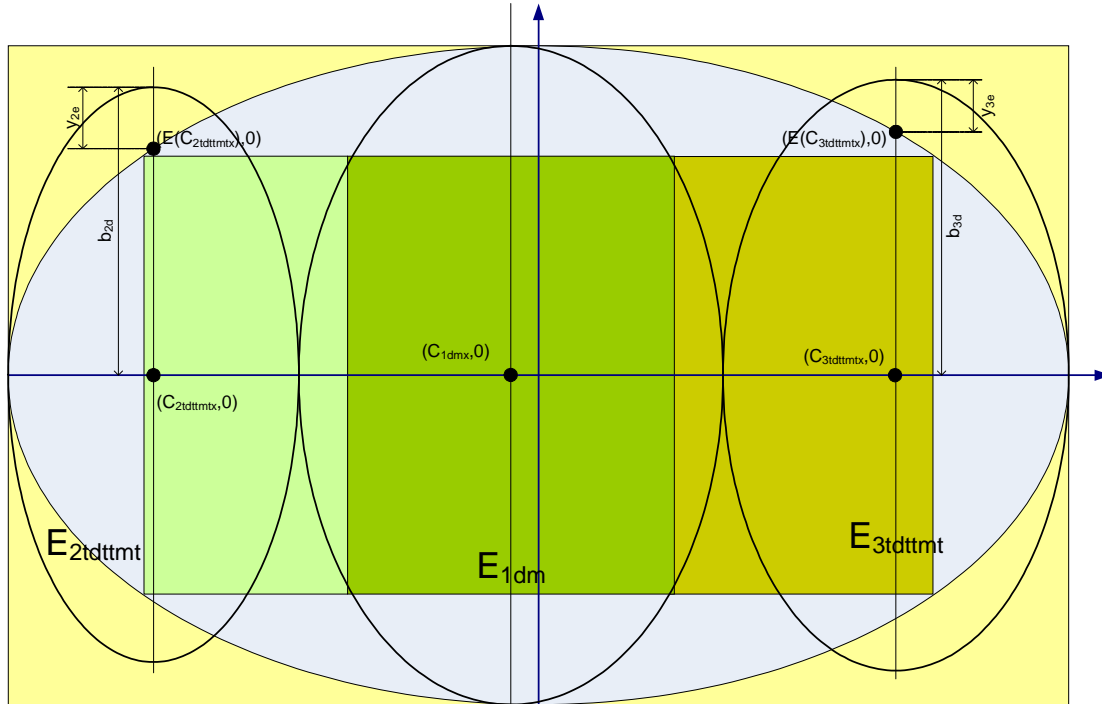 y2e
y3e
(E(C2tdttmtx),0)
(E(C3tdttmtx),0)
b2d
b3d
(C1dmx,0)
(C3tdttmtx,0)
(C2tdttmtx,0)
E2tdttmt
E3tdttmt
E1dm